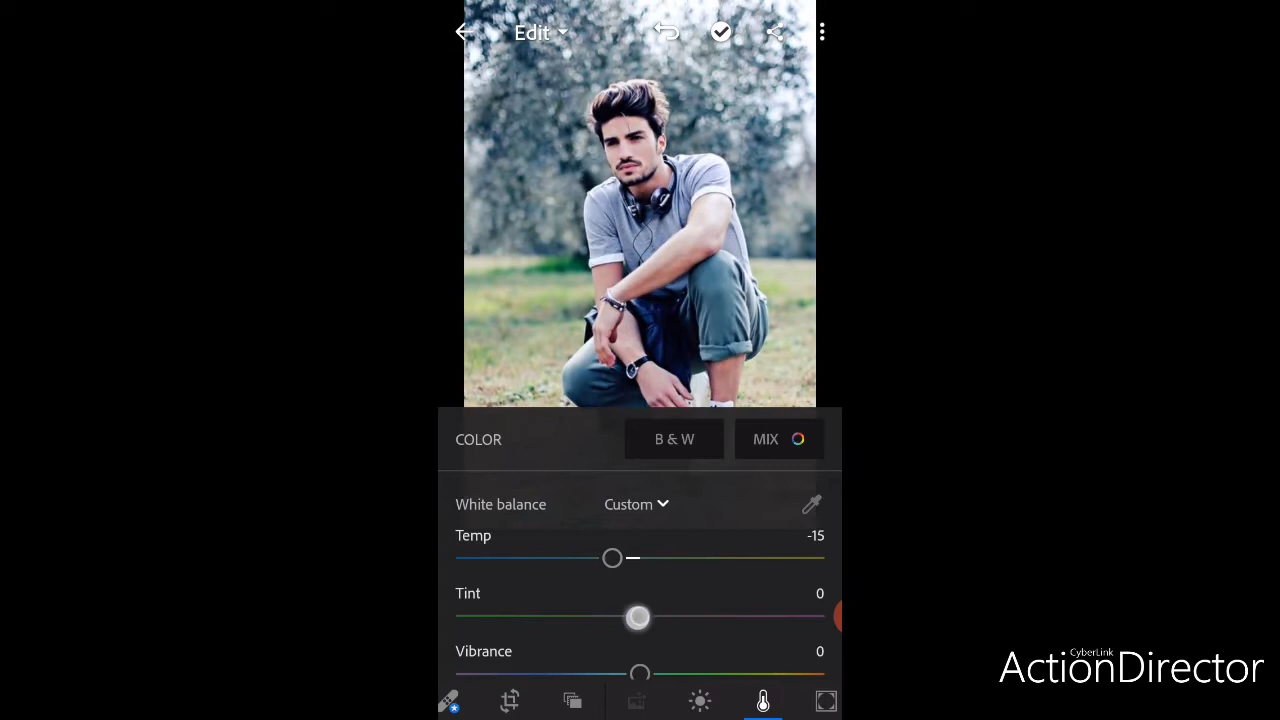 Edit
COLOR B & W MIX
White balance Custom
Temp -15
Tint 0
Vibrance 0
CyberLink
ActionDirector